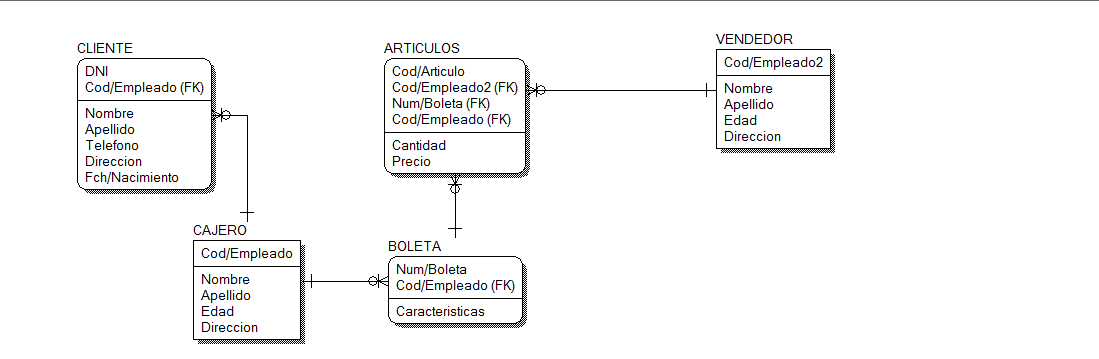 CLIENTE
DNI
Cod/Empleado (FK)
Nombre
Apellido
Telefono
Direccion
Fch/Nacimiento
ARTICULOS
Cod/Articulo
Cod/Empleado2 (FK)
Num/Boleta (FK)
Cod/Empleado (FK)
Cantidad
Precio
VENDEDOR
Cod/Empleado2
Nombre
Apellido
Edad
Direccion
CAJERO
Cod/Empleado
Nombre
Apellido
Edad
Direccion
BOLETA
Num/Boleta
Cod/Empleado (FK)
Caracteristicas